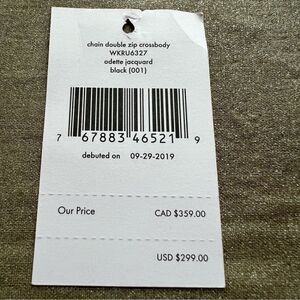 chain double zip crossbody
WKRU6327
odette jacquard
black (001)
7 67883 46521 9
debuted on 09-29-2019
Our Price CAD $359.00
USD $299.00